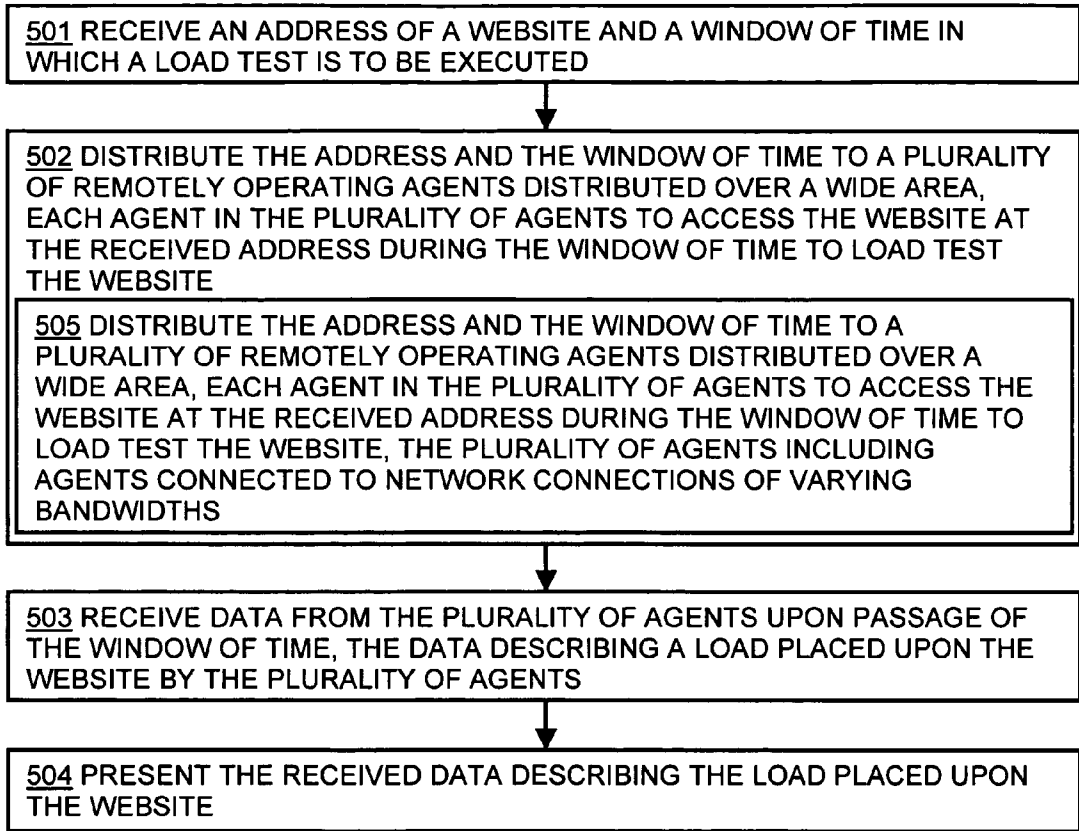 501 RECEIVE AN ADDRESS OF A WEBSITE AND A WINDOW OF TIME IN
WHICH A LOAD TEST IS TO BE EXECUTED
502 DISTRIBUTE THE ADDRESS AND THE WINDOW OF TIME TO A PLURALITY
OF REMOTELY OPERATING AGENTS DISTRIBUTED OVER A WIDE AREA,
EACH AGENT IN THE PLURALITY OF AGENTS TO ACCESS THE WEBSITE AT
THE RECEIVED ADDRESS DURING THE WINDOW OF TIME TO LOAD TEST
THE WEBSITE
505 DISTRIBUTE THE ADDRESS AND THE WINDOW OF TIME TO A
PLURALITY OF REMOTELY OPERATING AGENTS DISTRIBUTED OVER A
WIDE AREA, EACH AGENT IN THE PLURALITY OF AGENTS TO ACCESS THE
WEBSITE AT THE RECEIVED ADDRESS DURING THE WINDOW OF TIME TO
LOAD TEST THE WEBSITE, THE PLURALITY OF AGENTS INCLUDING
AGENTS CONNECTED TO NETWORK CONNECTIONS OF VARYING
BANDWIDTHS
503 RECEIVE DATA FROM THE PLURALITY OF AGENTS UPON PASSAGE OF
THE WINDOW OF TIME, THE DATA DESCRIBING A LOAD PLACED UPON THE
WEBSITE BY THE PLURALITY OF AGENTS
504 PRESENT THE RECEIVED DATA DESCRIBING THE LOAD PLACED UPON
THE WEBSITE